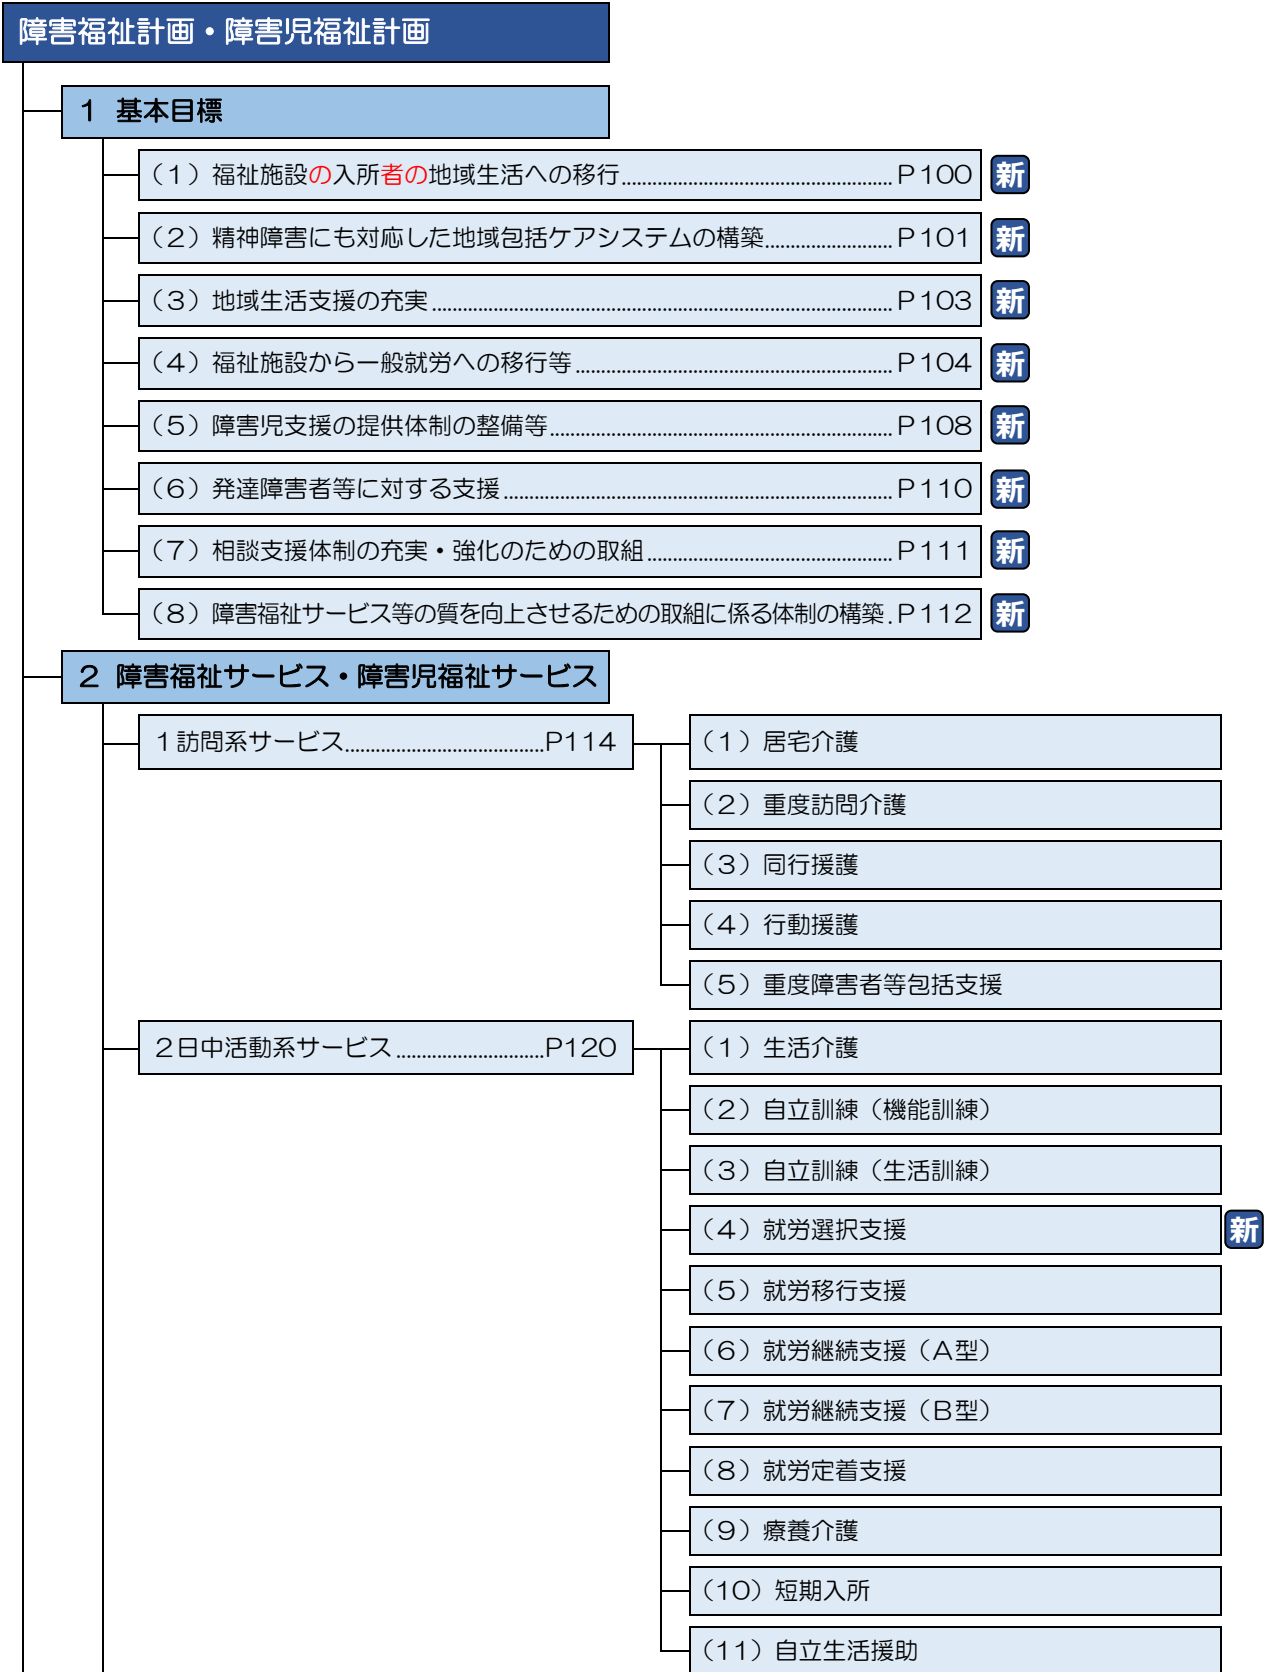 障害福祉計画・障害児福祉計画
１ 基本目標
（１）福祉施設の入所者の地域生活への移行 P100 新
（２）精神障害にも対応した地域包括ケアシステムの構築 P101 新
（３）地域生活支援の充実 P103 新
（４）福祉施設から一般就労への移行等 P104 新
（５）障害児支援の提供体制の整備等 P108 新
（６）発達障害者等に対する支援 P110 新
（７）相談支援体制の充実・強化のための取組 P111 新
（８）障害福祉サービス等の質を向上させるための取組に係る体制の構築 P112 新
２ 障害福祉サービス・障害児福祉サービス
１訪問系サービス P114
（１）居宅介護
（２）重度訪問介護
（３）同行援護
（４）行動援護
（５）重度障害者等包括支援
２日中活動系サービス P120
（１）生活介護
（２）自立訓練（機能訓練）
（３）自立訓練（生活訓練）
（４）就労選択支援 新
（５）就労移行支援
（６）就労継続支援（Ａ型）
（７）就労継続支援（Ｂ型）
（８）就労定着支援
（９）療養介護
（10）短期入所
（11）自立生活援助